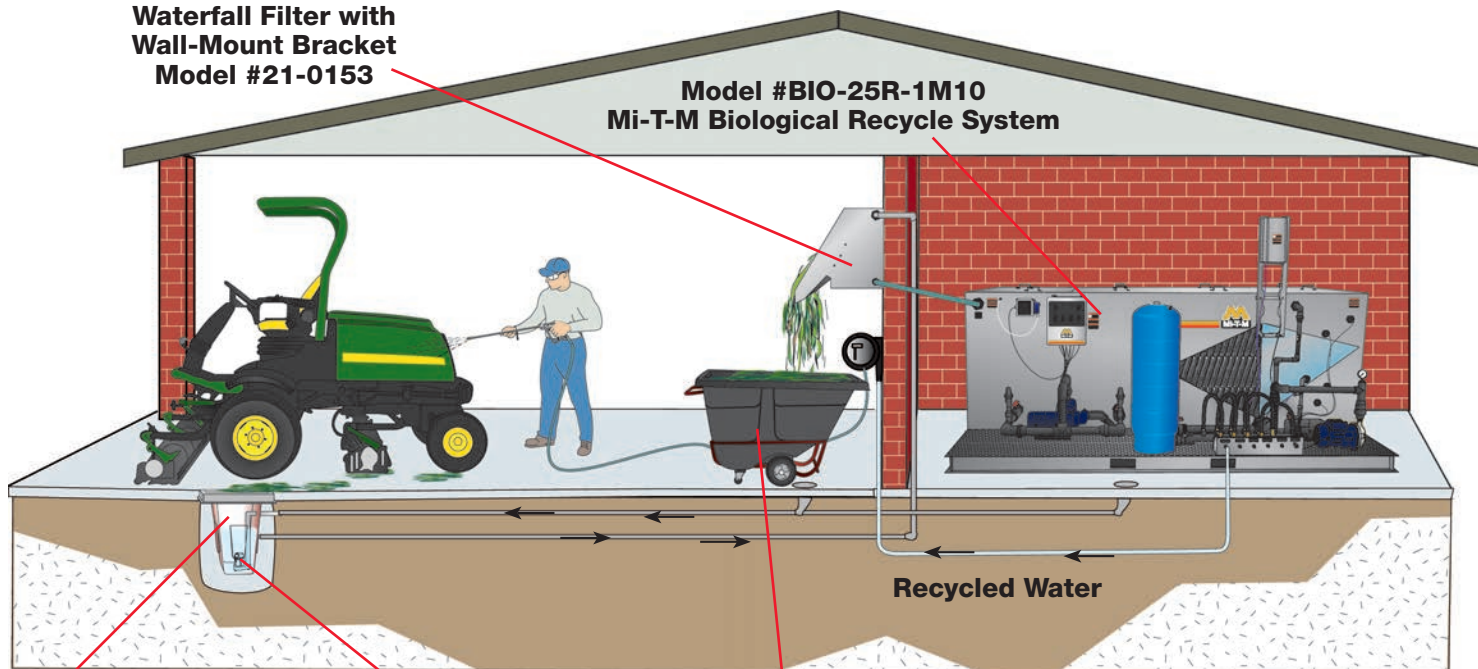 Waterfall Filter with
Wall-Mount Bracket
Model #21-0153
Model #BIO-25R-1M10
Mi-T-M Biological Recycle System
MI-T-M
Recycled Water